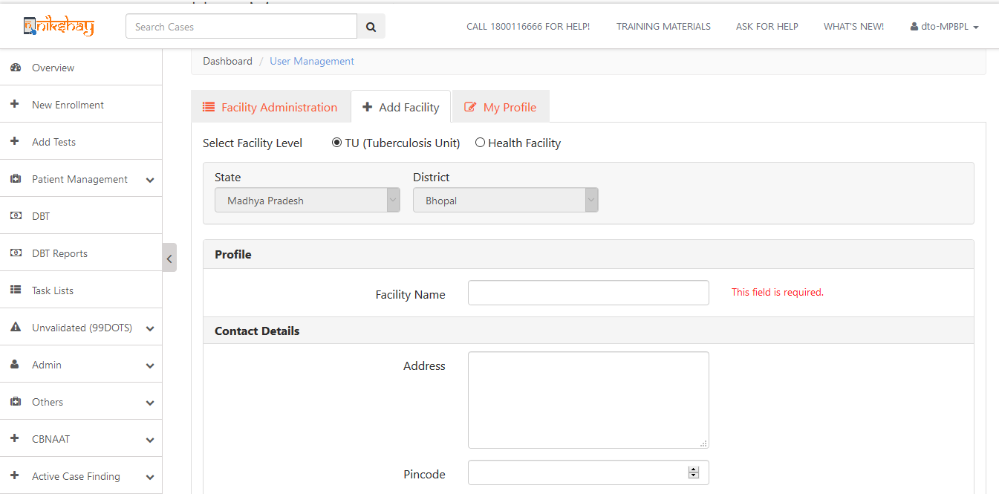 nikshay
Search Cases
CALL 1800116666 FOR HELP!
TRAINING MATERIALS
ASK FOR HELP
WHAT'S NEW!
dto-MPBPL
Overview
New Enrollment
Add Tests
Patient Management
DBT
DBT Reports
Task Lists
Unvalidated (99DOTS)
Admin
Others
CBNAAT
Active Case Finding
Dashboard / User Management
Facility Administration
Add Facility
My Profile
Select Facility Level
TU (Tuberculosis Unit)
Health Facility
State
District
Madhya Pradesh
Bhopal
Profile
Facility Name
This field is required.
Contact Details
Address
Pincode